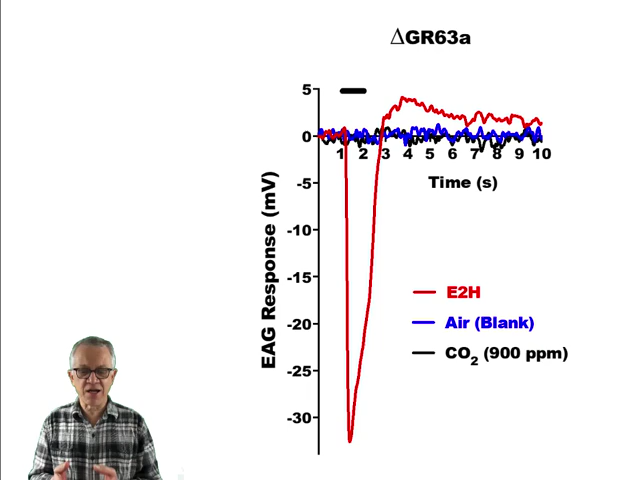 ΔGR63a
5
0
-5
-10
-15
-20
-25
-30
1 2 3 4 5 6 7 8 9 10
Time (s)
EAG Response (mV)
E2H
Air (Blank)
CO2 (900 ppm)